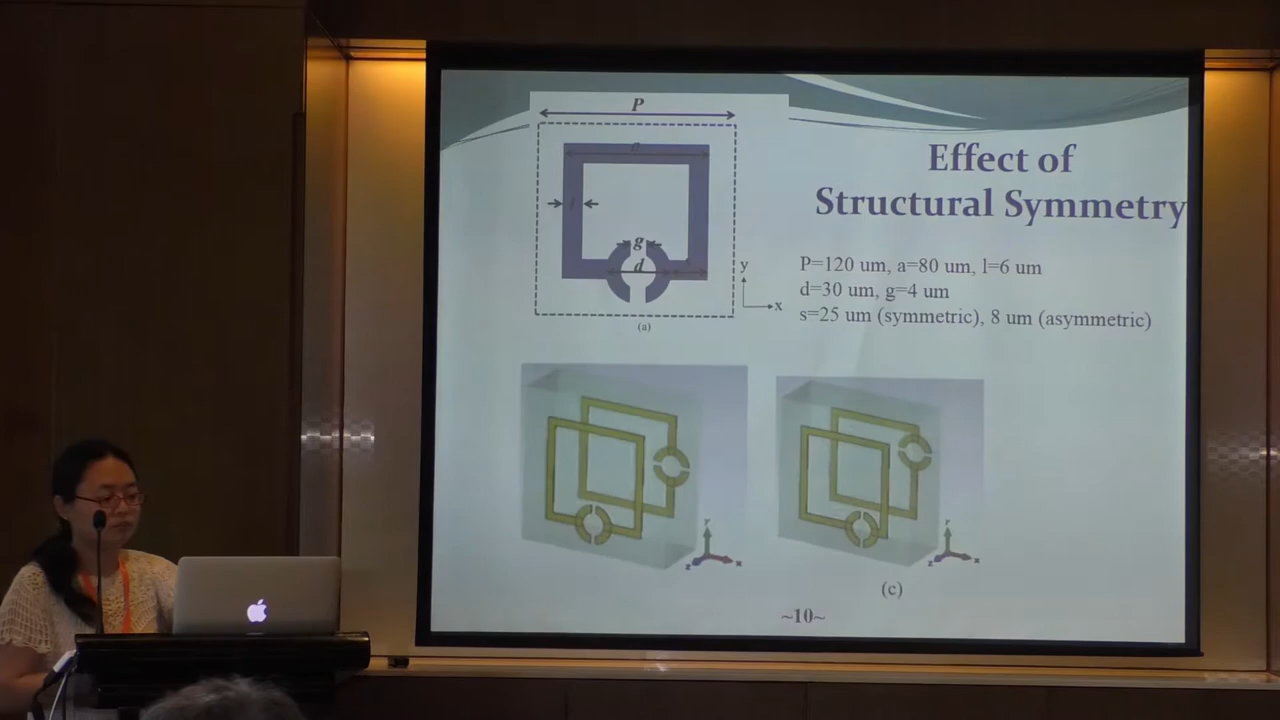 P
g
d
(a)
y
x
Effect of
Structural Symmetry
P=120 um, a=80 um, l=6 um
d=30 um, g=4 um
s=25 um (symmetric), 8 um (asymmetric)
(c)
~10~